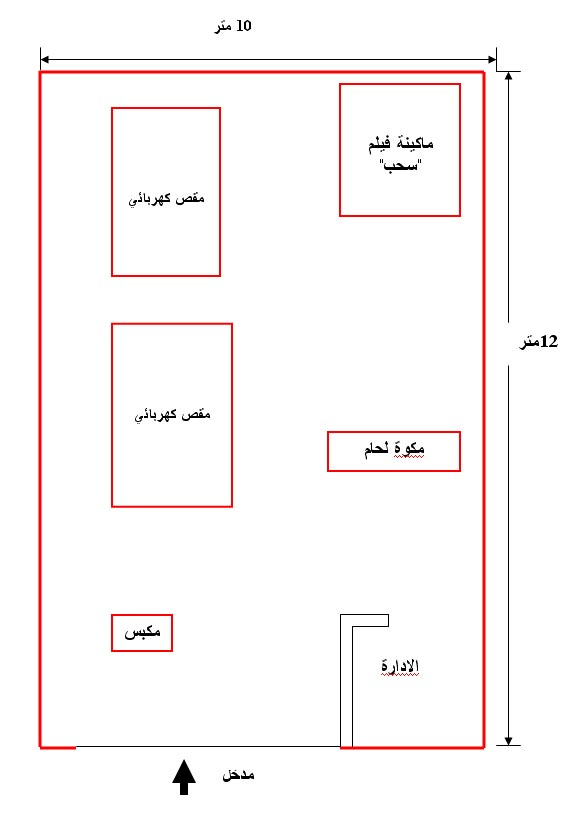 10 متر
ماكينة فيلم
"سحب"
مقص كهربائي
12متر
مقص كهربائي
مكوة لحام
مكبس
الادارة
مدخل